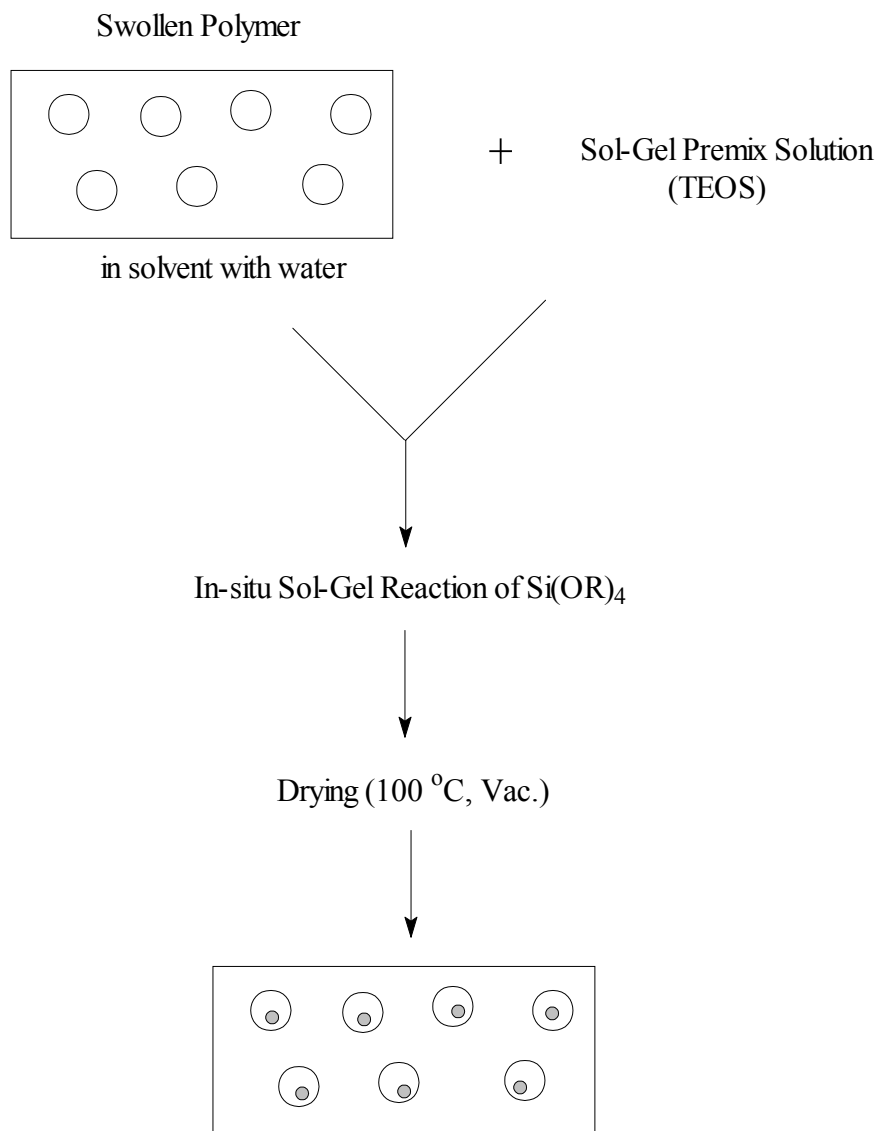 Swollen Polymer
+
Sol-Gel Premix Solution
(TEOS)
in solvent with water
In-situ Sol-Gel Reaction of Si(OR)₄
Drying (100 °C, Vac.)